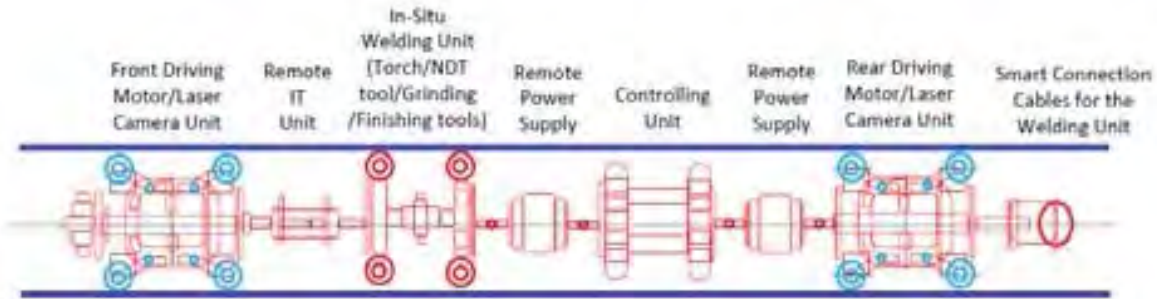 Front Driving
Motor/Laser
Camera Unit
Remote
IT
Unit
In-Situ
Welding Unit
(Torch/NDT
tool/Grinding
/Finishing tools)
Remote
Power
Supply
Controlling
Unit
Remote
Power
Supply
Rear Driving
Motor/Laser
Camera Unit
Smart Connection
Cables for the
Welding Unit